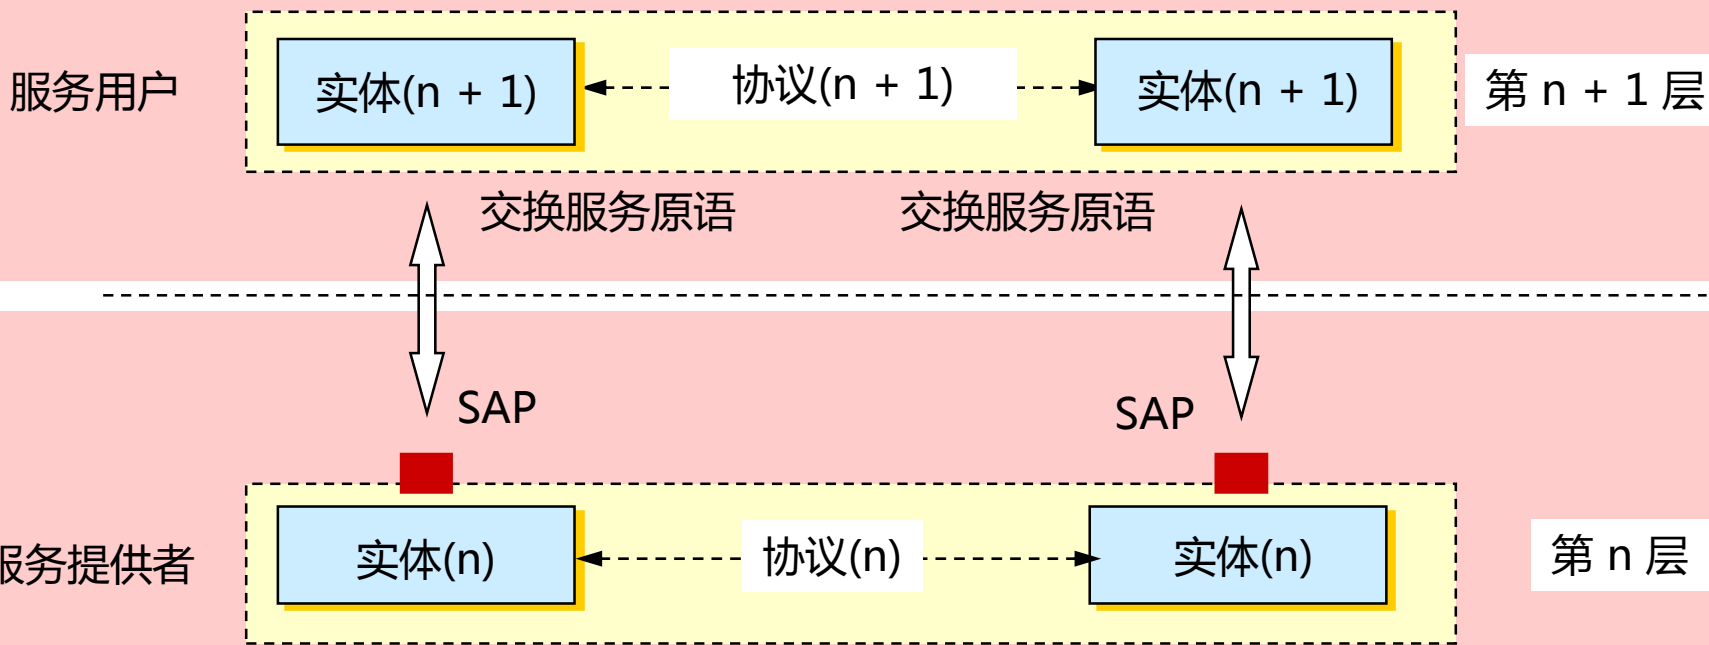 服务用户 实体(n + 1) 协议(n + 1) 实体(n + 1) 第 n + 1 层
交换服务原语 交换服务原语
SAP SAP
服务提供者 实体(n) 协议(n) 实体(n) 第 n 层